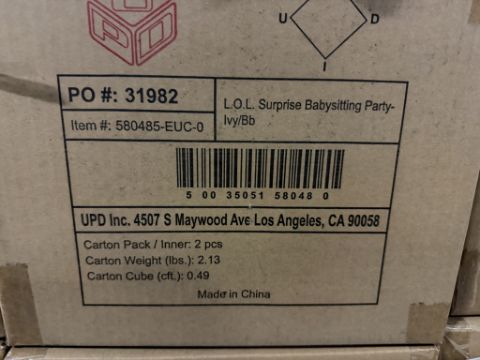 UPD
U D
I
PO #: 31982
L.O.L. Surprise Babysitting Party-
Ivy/Bb
Item #: 580485-EUC-0
5 00 35051 58048 0
UPD Inc. 4507 S Maywood Ave Los Angeles, CA 90058
Carton Pack / Inner: 2 pcs
Carton Weight (lbs.): 2.13
Carton Cube (cft.): 0.49
Made in China